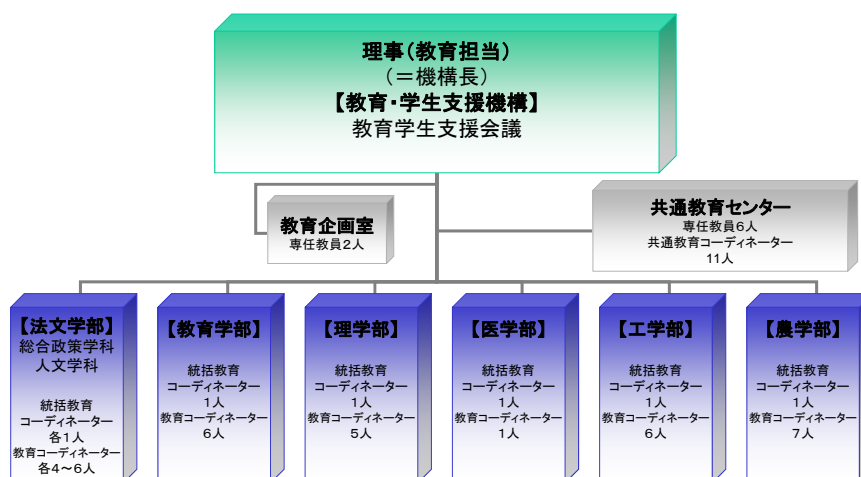 理事(教育担当)
(=機構長)
【教育・学生支援機構】
教育学生支援会議
教育企画室
専任教員2人
共通教育センター
専任教員6人
共通教育コーディネーター
11人
【法文学部】
総合政策学科
人文学科
統括教育
コーディネーター
各1人
教育コーディネーター
各4~6人
【教育学部】
統括教育
コーディネーター
1人
教育コーディネーター
6人
【理学部】
統括教育
コーディネーター
1人
教育コーディネーター
5人
【医学部】
統括教育
コーディネーター
1人
教育コーディネーター
1人
【工学部】
統括教育
コーディネーター
1人
教育コーディネーター
6人
【農学部】
統括教育
コーディネーター
1人
教育コーディネーター
7人